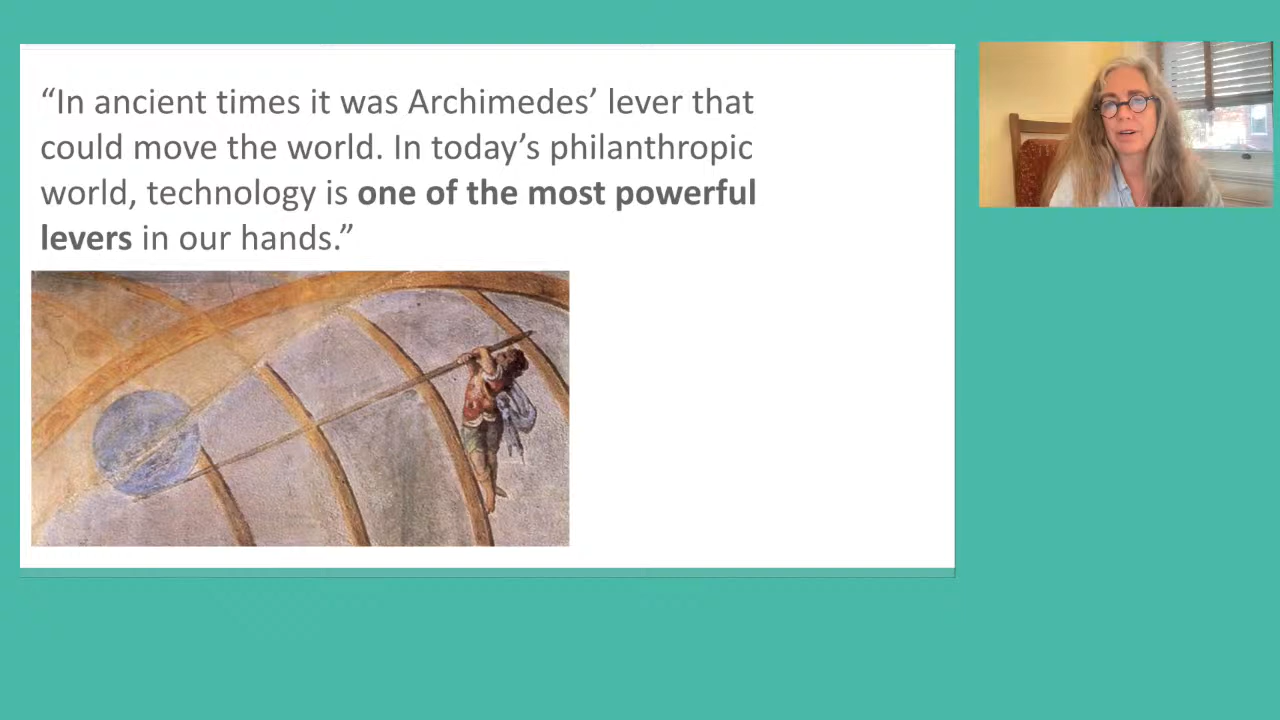 “In ancient times it was Archimedes’ lever that
could move the world. In today’s philanthropic
world, technology is one of the most powerful
levers in our hands.”